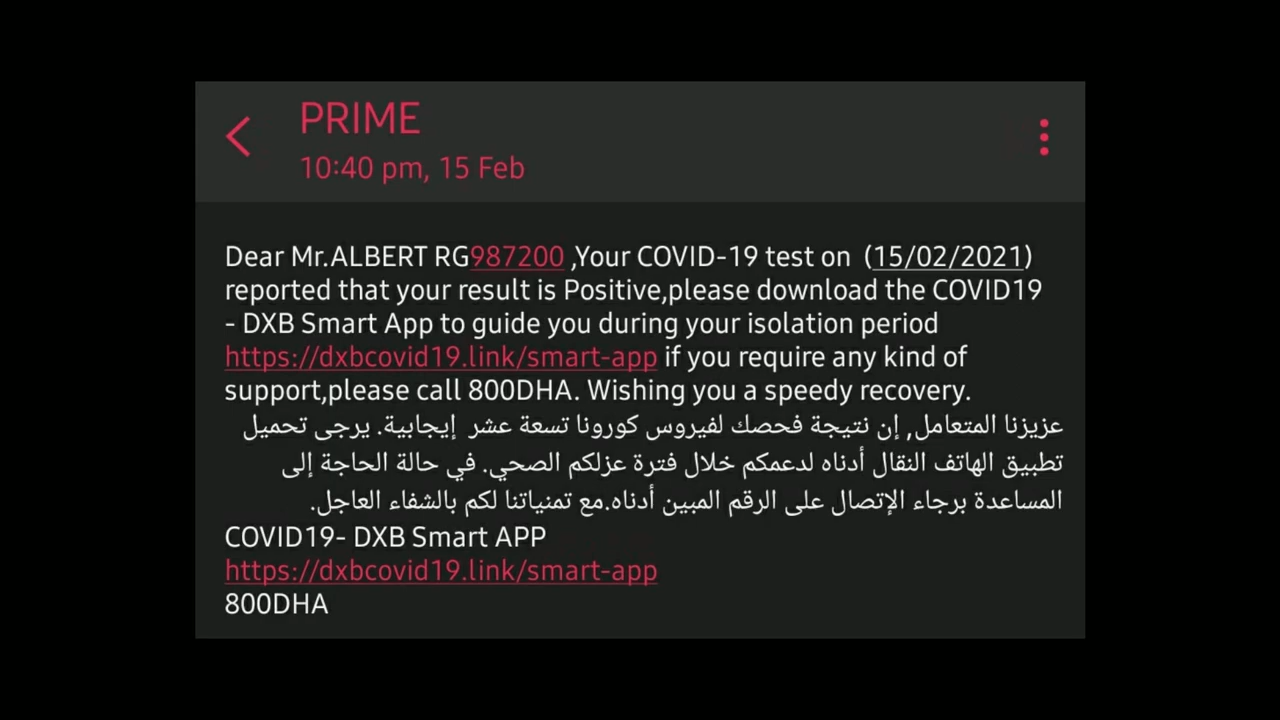 PRIME
10:40 pm, 15 Feb
Dear Mr.ALBERT RG987200 ,Your COVID-19 test on (15/02/2021)
reported that your result is Positive,please download the COVID19
- DXB Smart App to guide you during your isolation period
https://dxbcovid19.link/smart-app if you require any kind of
support,please call 800DHA. Wishing you a speedy recovery.
عزيزنا المتعامل, إن نتيجة فحصك لفيروس كورونا تسعة عشر إيجابية. يرجى تحميل
تطبيق الهاتف النقال أدناه لدعمكم خلال فترة عزلكم الصحي. في حالة الحاجة إلى
المساعدة برجاء الإتصال على الرقم المبين أدناه.مع تمنياتنا لكم بالشفاء العاجل.
COVID19- DXB Smart APP
https://dxbcovid19.link/smart-app
800DHA